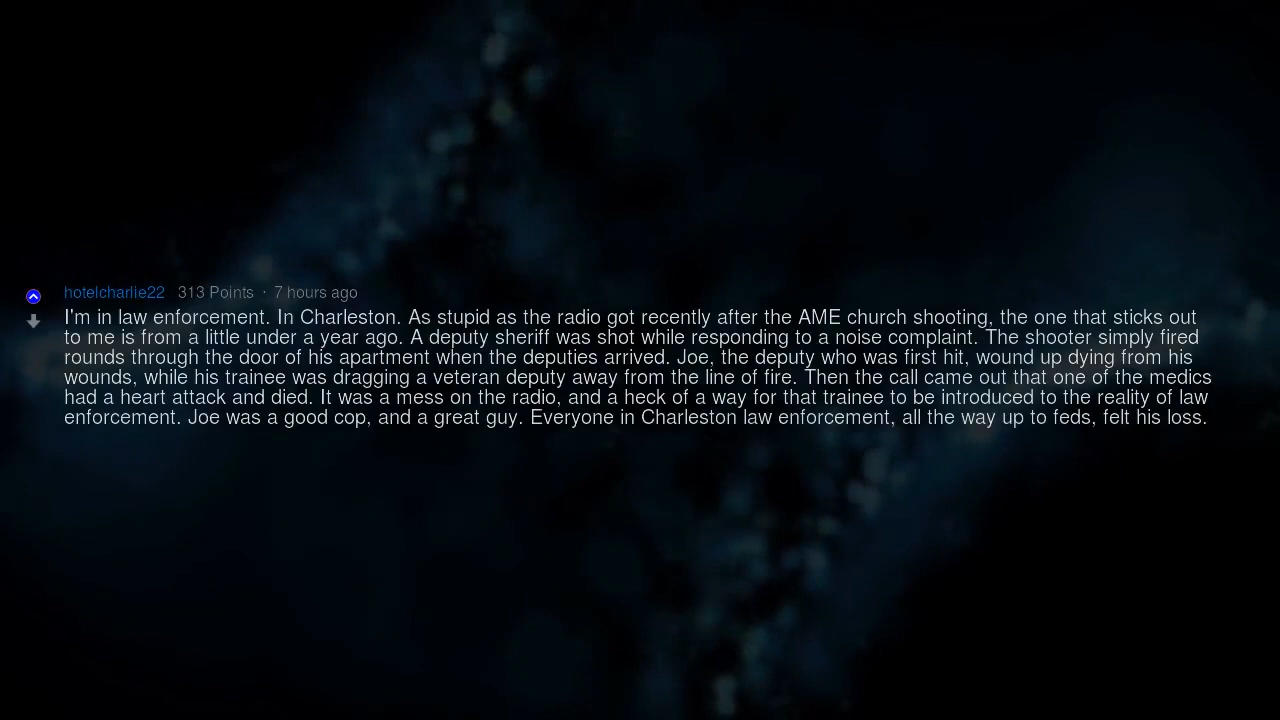 hotelcharlie22 313 Points · 7 hours ago
I'm in law enforcement. In Charleston. As stupid as the radio got recently after the AME church shooting, the one that sticks out
to me is from a little under a year ago. A deputy sheriff was shot while responding to a noise complaint. The shooter simply fired
rounds through the door of his apartment when the deputies arrived. Joe, the deputy who was first hit, wound up dying from his
wounds, while his trainee was dragging a veteran deputy away from the line of fire. Then the call came out that one of the medics
had a heart attack and died. It was a mess on the radio, and a heck of a way for that trainee to be introduced to the reality of law
enforcement. Joe was a good cop, and a great guy. Everyone in Charleston law enforcement, all the way up to feds, felt his loss.